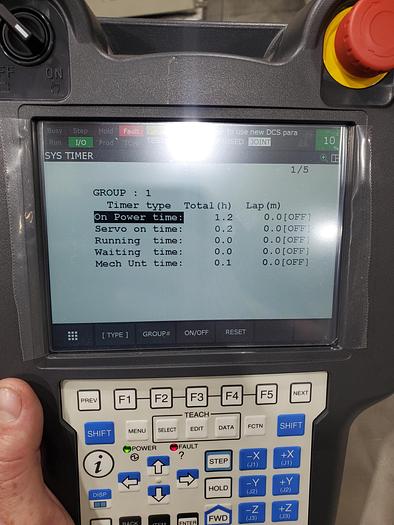 FF ON
Busy Step Hold Fault to use new DCS para
Run I/O Prod JOINT 10
SYS TIMER
1/5
GROUP : 1
Timer type Total(h) Lap(m)
On Power time: 1.2 0.0[OFF]
Servo on time: 0.2 0.0[OFF]
Running time: 0.0 0.0[OFF]
Waiting time: 0.0 0.0[OFF]
Mech Unt time: 0.1 0.0[OFF]
[ TYPE ] GROUP# ON/OFF RESET
PREV F1 F2 F3 F4 F5 NEXT
TEACH
SHIFT MENU SELECT EDIT DATA FCTN SHIFT
POWER FAULT
i ? STEP -X (J1) +X (J1)
HOLD -Y (J2) +Y (J2)
DISP
BACK ITEM ENTER FWD -Z (J3) +Z (J3)